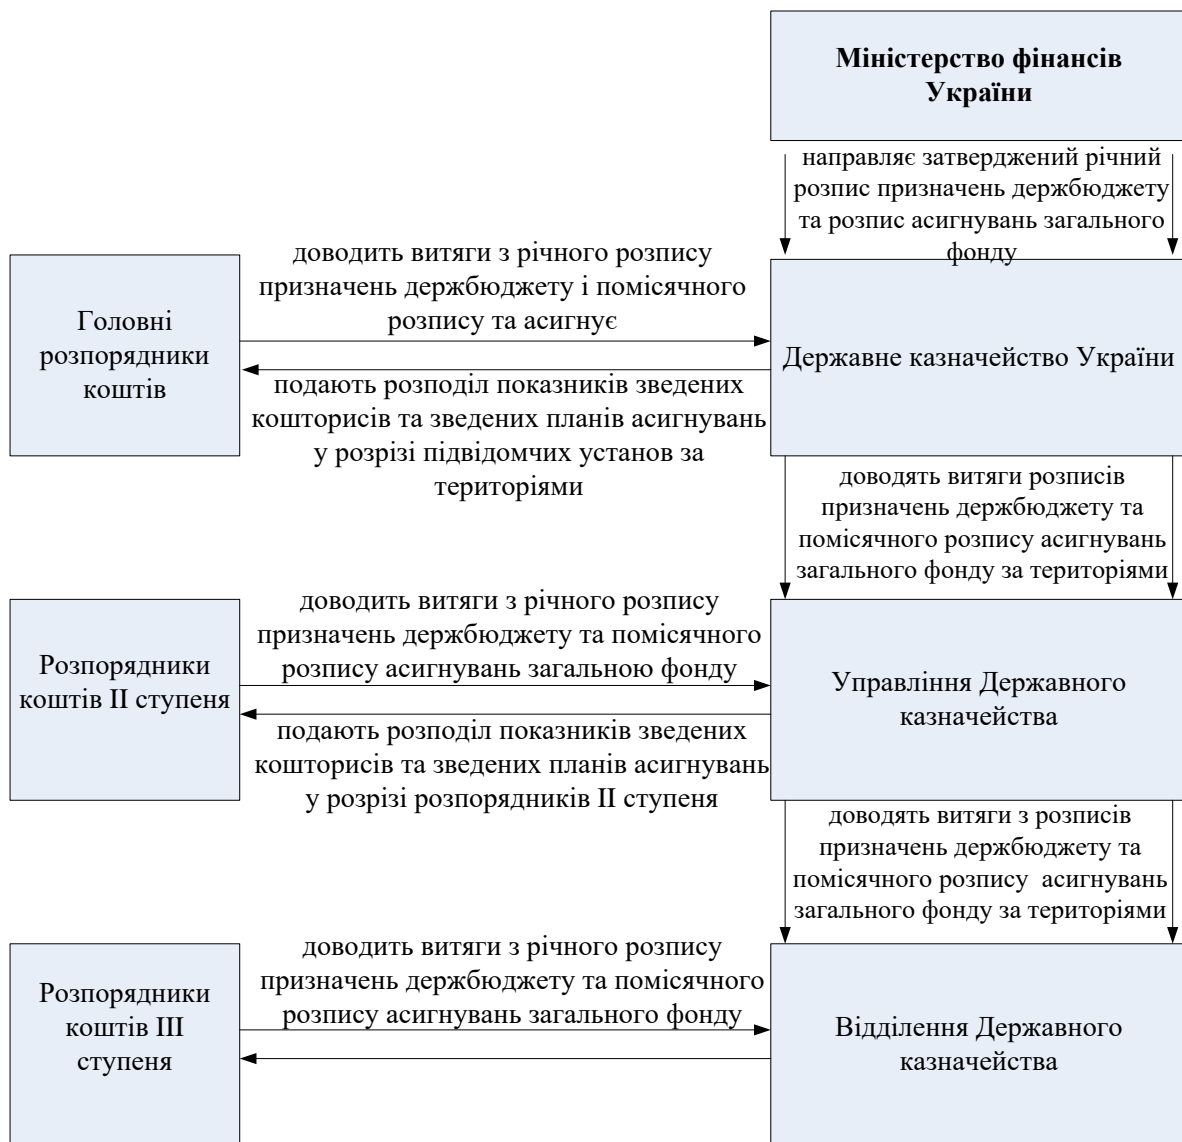 Міністерство фінансів
України
направляє затверджений річний
розпис призначень держбюджету
та розпис асигнувань загального
фонду
доводить витяги з річного розпису
призначень держбюджету і помісячного
розпису та асигнує
Головні
розпорядники
коштів
Державне казначейство України
подають розподіл показників зведених
кошторисів та зведених планів асигнувань
у розрізі підвідомчих установ за
територіями
доводять витяги розписів
призначень держбюджету та
помісячного розпису асигнувань
загального фонду за територіями
доводить витяги з річного розпису
призначень держбюджету та помісячного
розпису асигнувань загальною фонду
Розпорядники
коштів II ступеня
Управління Державного
казначейства
подають розподіл показників зведених
кошторисів та зведених планів асигнувань
у розрізі розпорядників II ступеня
доводять витяги з розписів
призначень держбюджету та
помісячного розпису асигнувань
загального фонду за територіями
доводить витяги з річного розпису
призначень держбюджету та помісячного
розпису асигнувань загального фонду
Розпорядники
коштів III
ступеня
Відділення Державного
казначейства